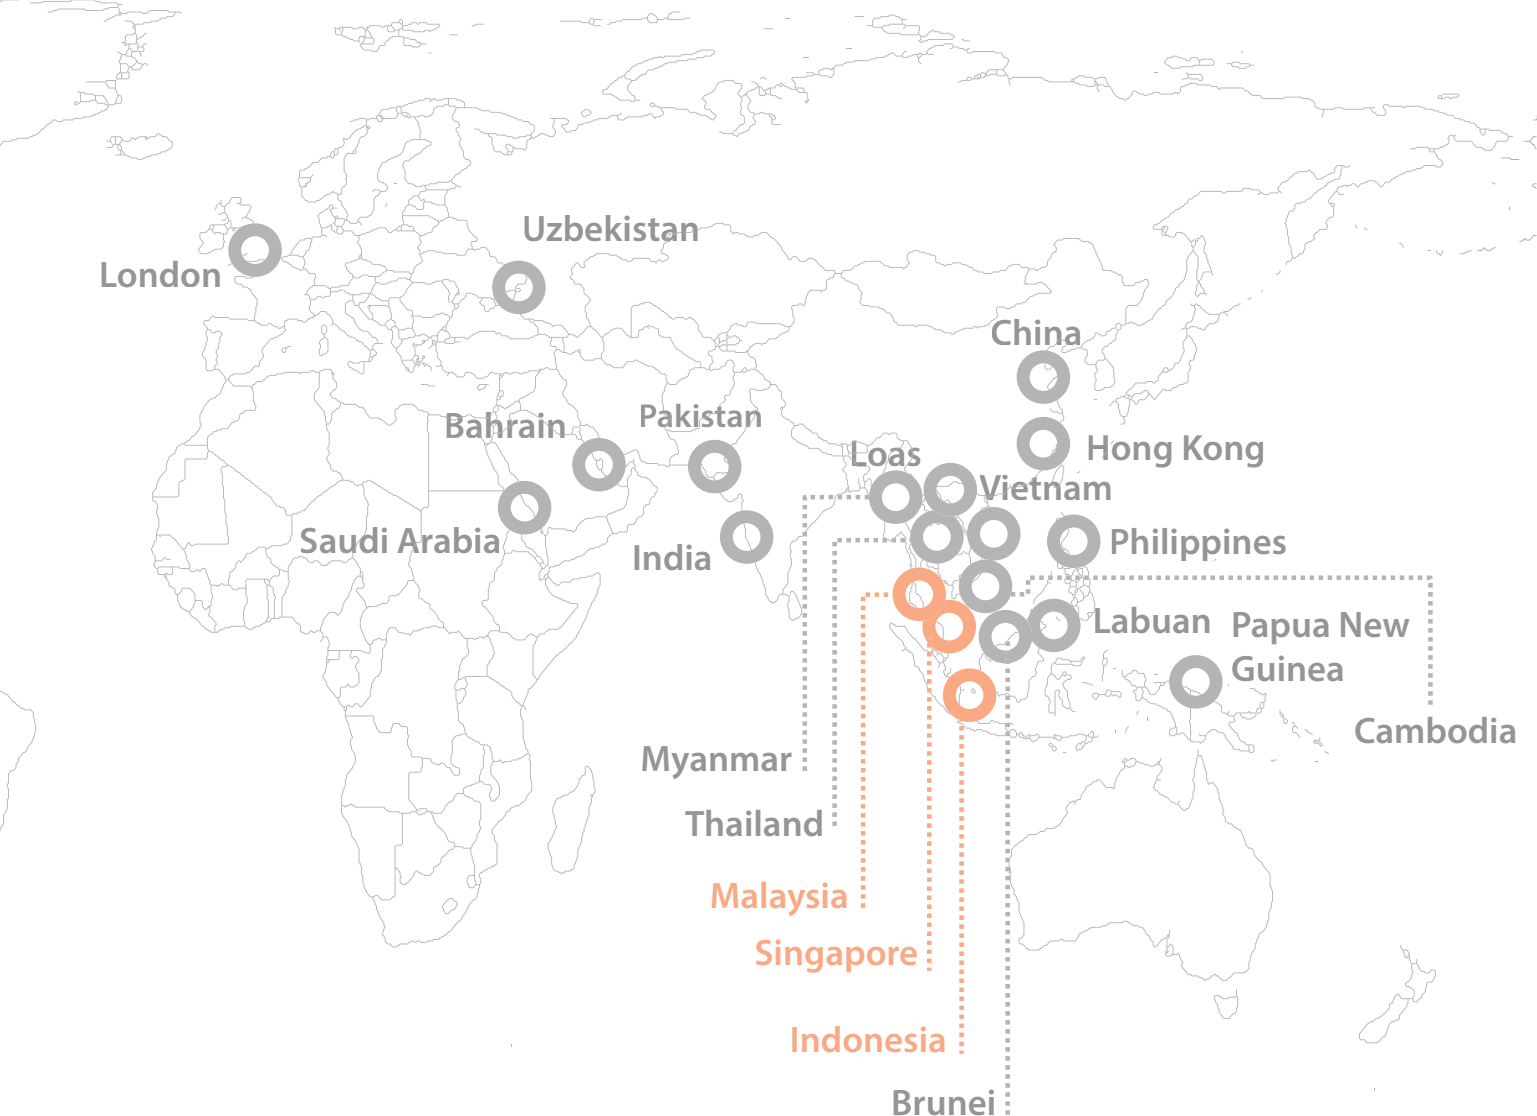 Uzbekistan
London
China
Pakistan
Bahrain
Hong Kong
Loas
Vietnam
Saudi Arabia
India
Philippines
Labuan
Papua New
Guinea
Cambodia
Myanmar
Thailand
Malaysia
Singapore
Indonesia
Brunei